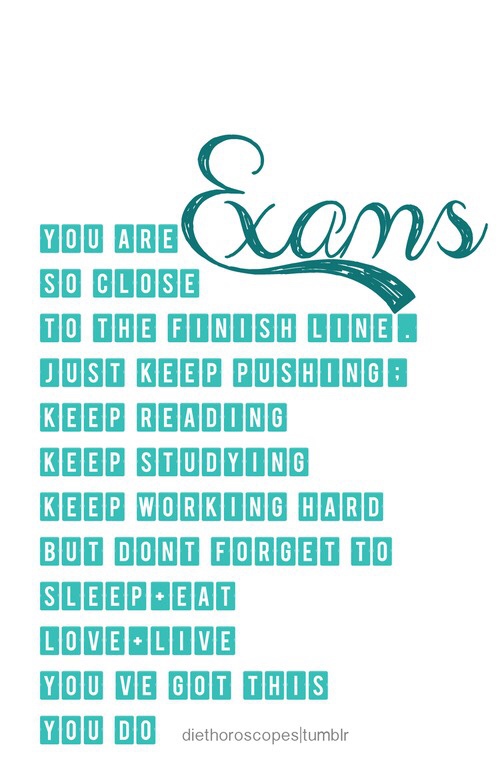 Exams
YOU ARE
SO CLOSE
TO THE FINISH LINE.
JUST KEEP PUSHING;
KEEP READING
KEEP STUDYING
KEEP WORKING HARD
BUT DONT FORGET TO
SLEEP+EAT
LOVE+LIVE
YOU VE GOT THIS
YOU DO
diethoroscopes|tumblr